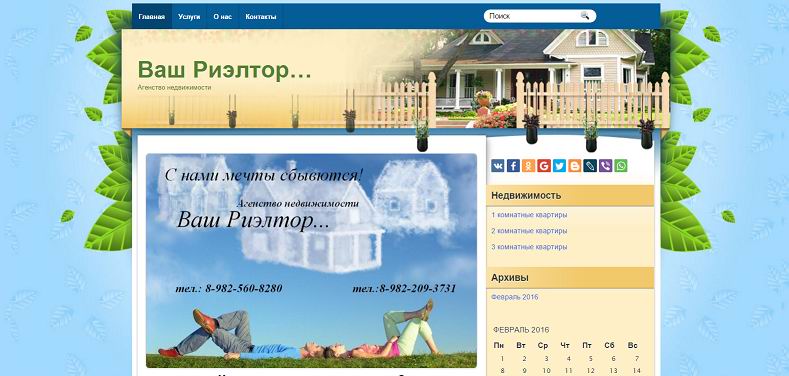 Главная Услуги О нас Контакты Поиск
Ваш Риэлтор...
Агенство недвижимости
С нами мечты сбываются!
Агенство недвижимости
Ваш Риэлтор...
тел.: 8-982-560-8280 тел.:8-982-209-3731
Недвижимость
1 комнатные квартиры
2 комнатные квартиры
3 комнатные квартиры
Архивы
Февраль 2016
ФЕВРАЛЬ 2016
Пн Вт Ср Чт Пт Сб Вс
1 2 3 4 5 6 7
8 9 10 11 12 13 14